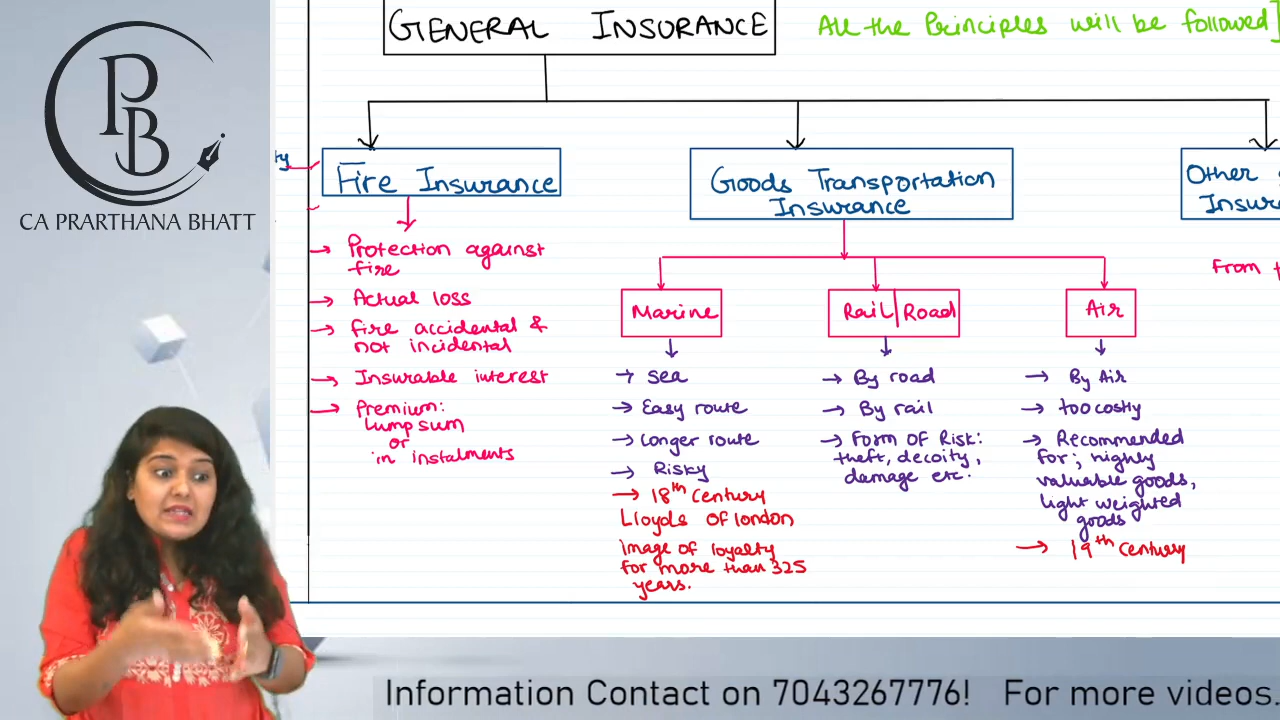 PB
CA PRARTHANA BHATT
GENERAL INSURANCE
All the Principles will be followed]
ty
Fire Insurance
→ Protection against
fire
→ Actual loss
→ fire accidental &
not incidental
→ Insurable interest
→ Premium:
Lump sum
or
in instalments
Goods Transportation
Insurance
Marine
→ Sea
→ Easy route
→ Longer route
→ Risky
→ 18th Century
Lloyds of london
Image of loyalty
for more than 325
years.
Rail/Road
→ By road
→ By rail
→ Form of Risk:
theft, decoity,
damage etc.
Air
→ By Air
→ too costly
→ Recommended
for; highly
valuable goods,
light weighted
goods
→ 19th Century
Other
Insur
From
Information Contact on 7043267776! For more videos.